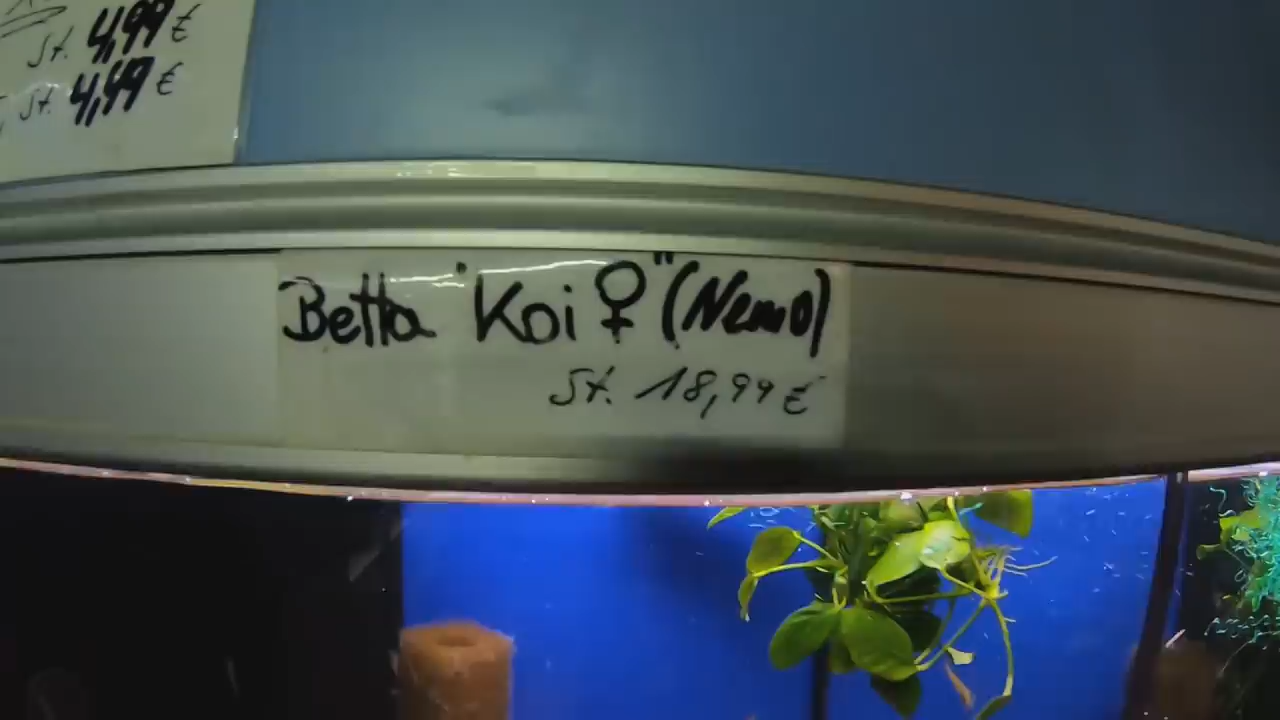 St. 4,99 €
St. 4,49 €
Betta "Koi ♀" (Nemo)
St. 18,99 €